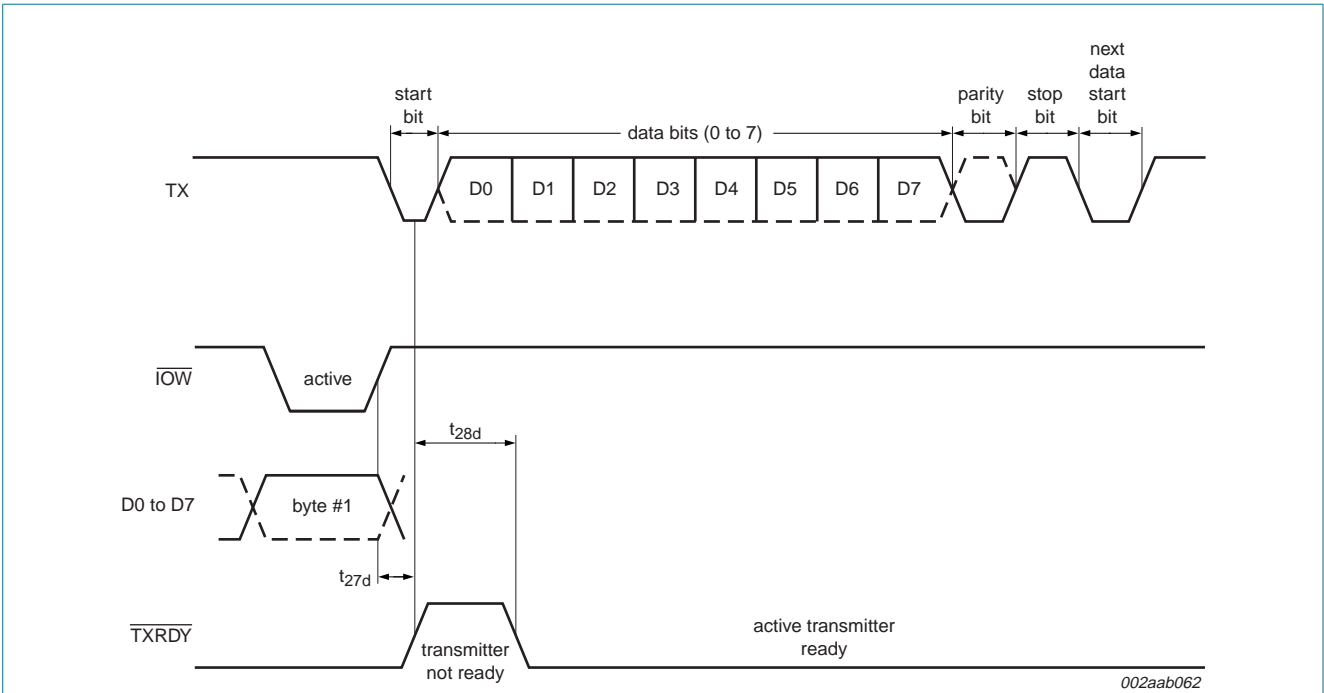 next
data
start
bit
start
bit
parity
bit
stop
bit
data bits (0 to 7)
TX
D0 D1 D2 D3 D4 D5 D6 D7
IOW
active
t28d
D0 to D7
byte #1
t27d
TXRDY
transmitter
not ready
active transmitter
ready
002aab062